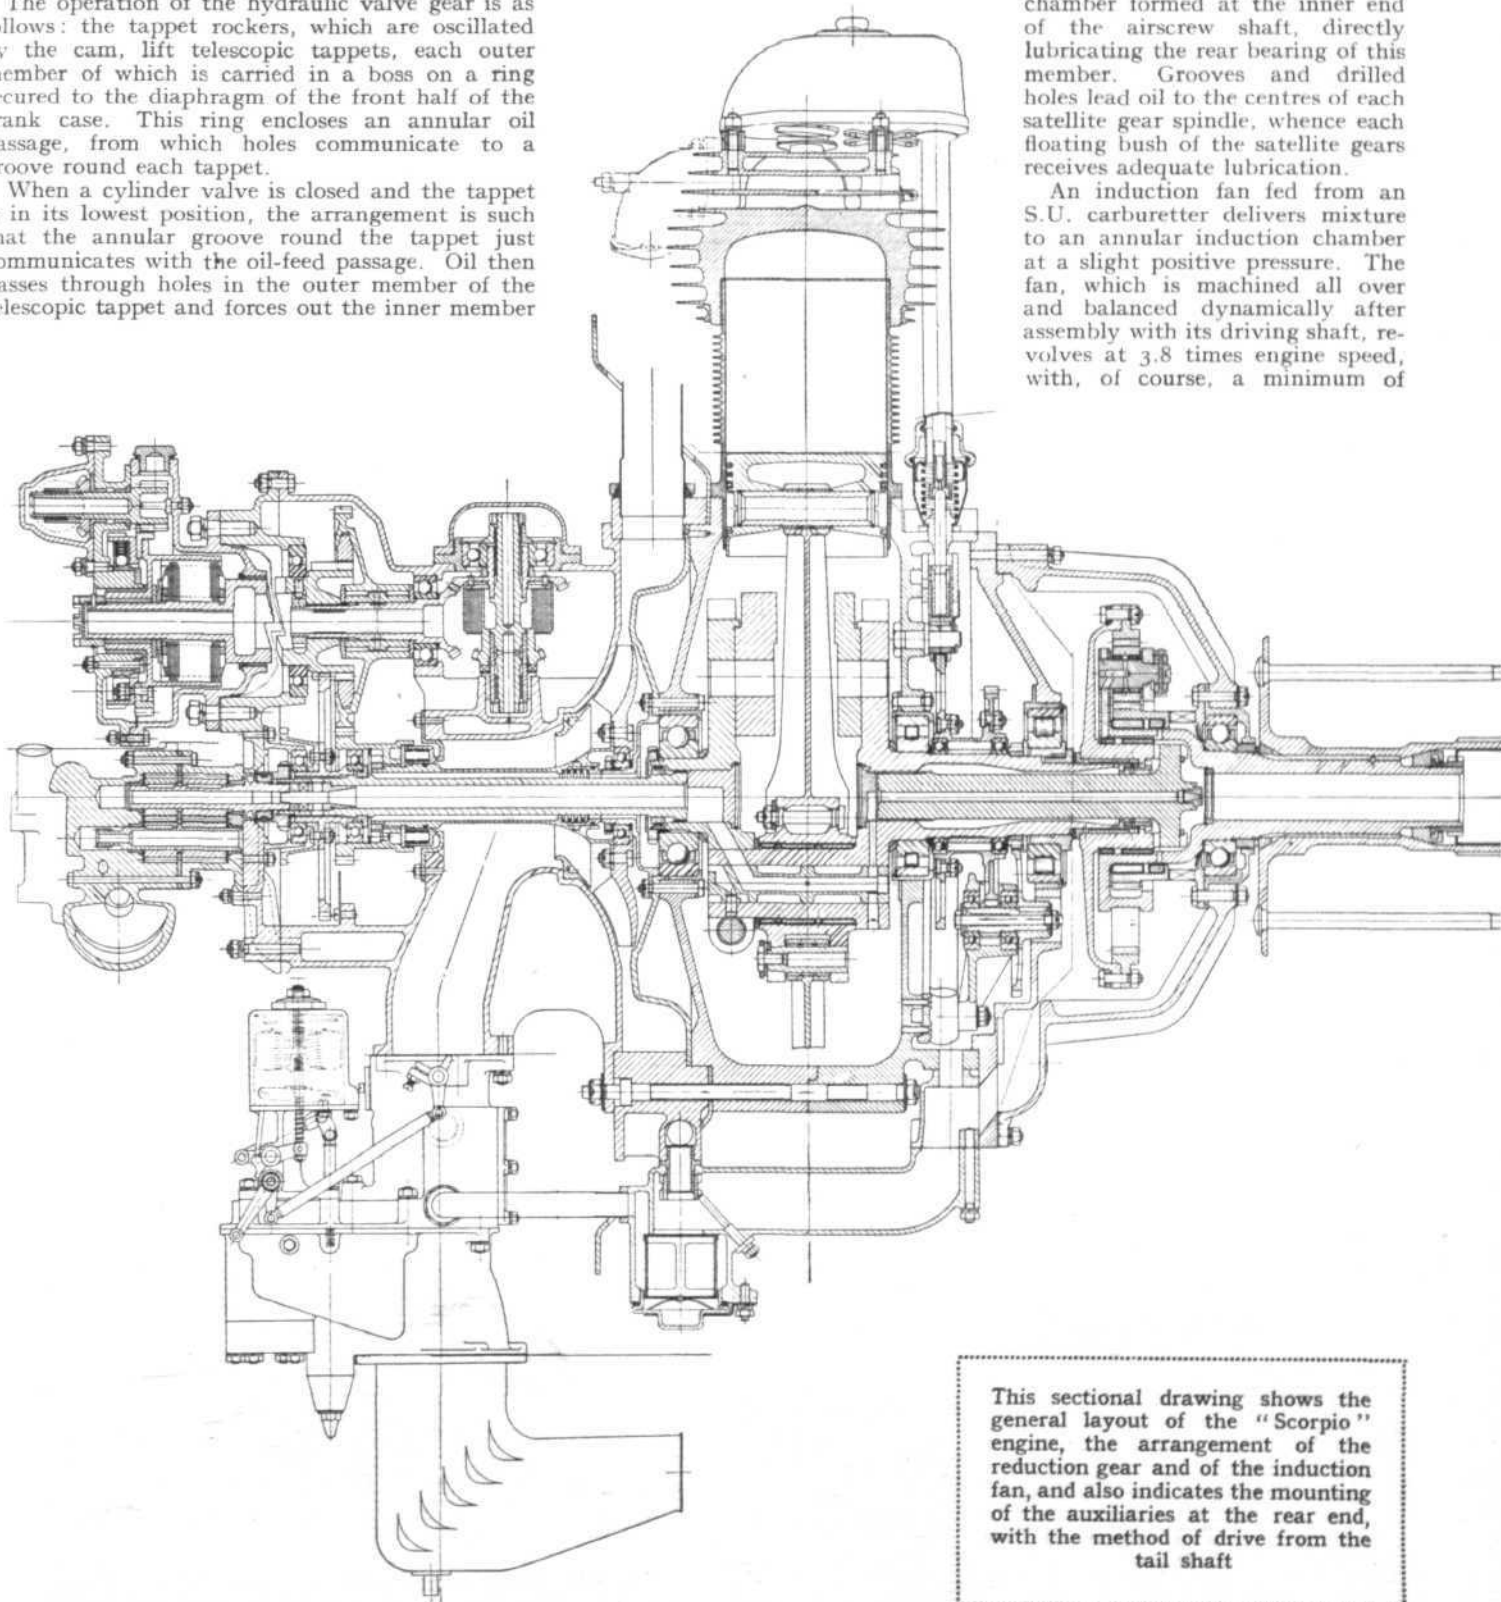 The operation of the hydraulic valve gear is as
ollows: the tappet rockers, which are oscillated
y the cam, lift telescopic tappets, each outer
ember of which is carried in a boss on a ring
ecured to the diaphragm of the front half of the
rank case. This ring encloses an annular oil
assage, from which holes communicate to a
roove round each tappet.
When a cylinder valve is closed and the tappet
in its lowest position, the arrangement is such
hat the annular groove round the tappet just
ommunicates with the oil-feed passage. Oil then
asses through holes in the outer member of the
elescopic tappet and forces out the inner member
chamber formed at the inner end
of the airscrew shaft, directly
lubricating the rear bearing of this
member. Grooves and drilled
holes lead oil to the centres of each
satellite gear spindle, whence each
floating bush of the satellite gears
receives adequate lubrication.
An induction fan fed from an
S.U. carburetter delivers mixture
to an annular induction chamber
at a slight positive pressure. The
fan, which is machined all over
and balanced dynamically after
assembly with its driving shaft, re-
volves at 3.8 times engine speed,
with, of course, a minimum of
This sectional drawing shows the
general layout of the "Scorpio"
engine, the arrangement of the
reduction gear and of the induction
fan, and also indicates the mounting
of the auxiliaries at the rear end,
with the method of drive from the
tail shaft